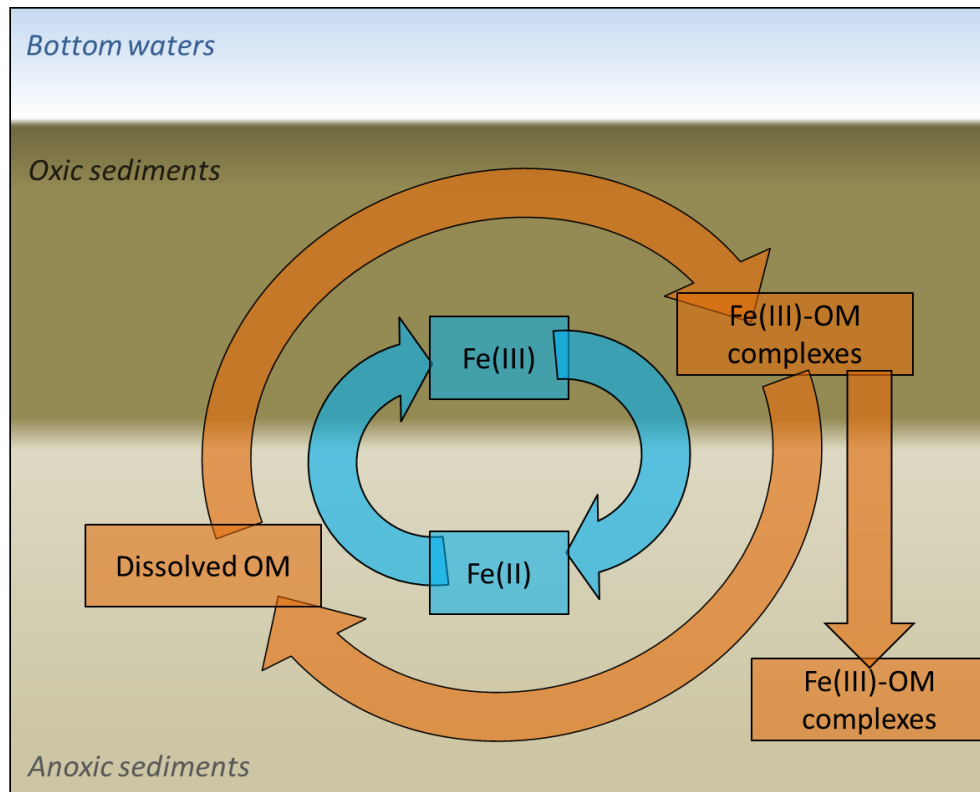 Bottom waters
Oxic sediments
Fe(III)-OM
complexes
Fe(III)
Dissolved OM
Fe(II)
Fe(III)-OM
complexes
Anoxic sediments